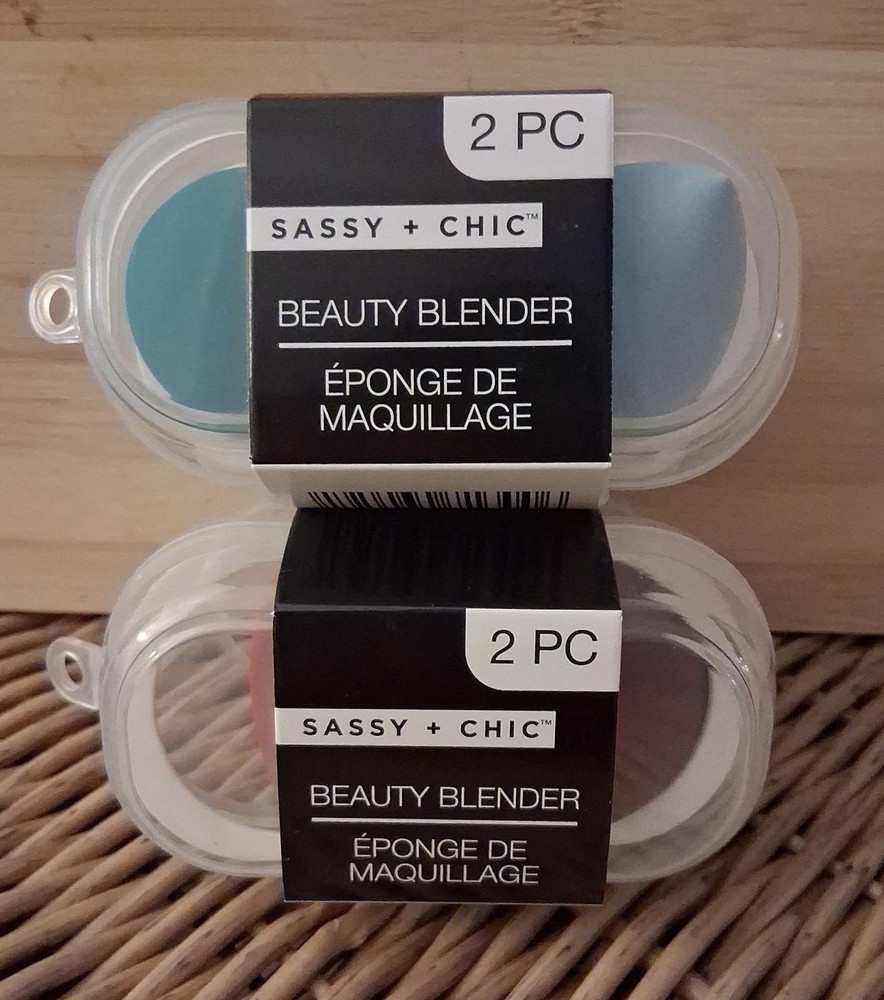 2 PC
SASSY + CHIC™
BEAUTY BLENDER
ÉPONGE DE
MAQUILLAGE
2 PC
SASSY + CHIC™
BEAUTY BLENDER
ÉPONGE DE
MAQUILLAGE